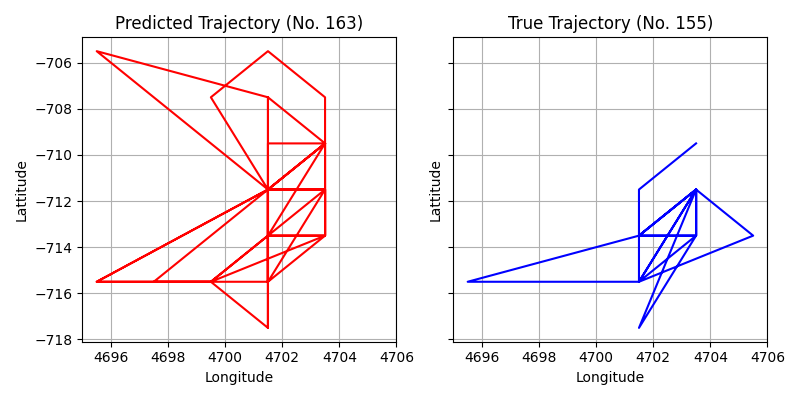 Predicted Trajectory (No. 163)
True Trajectory (No. 155)
−706
−708
−710
−712
−714
−716
−718
Lattitude
Lattitude
4696 4698 4700 4702 4704 4706
4696 4698 4700 4702 4704 4706
Longitude
Longitude